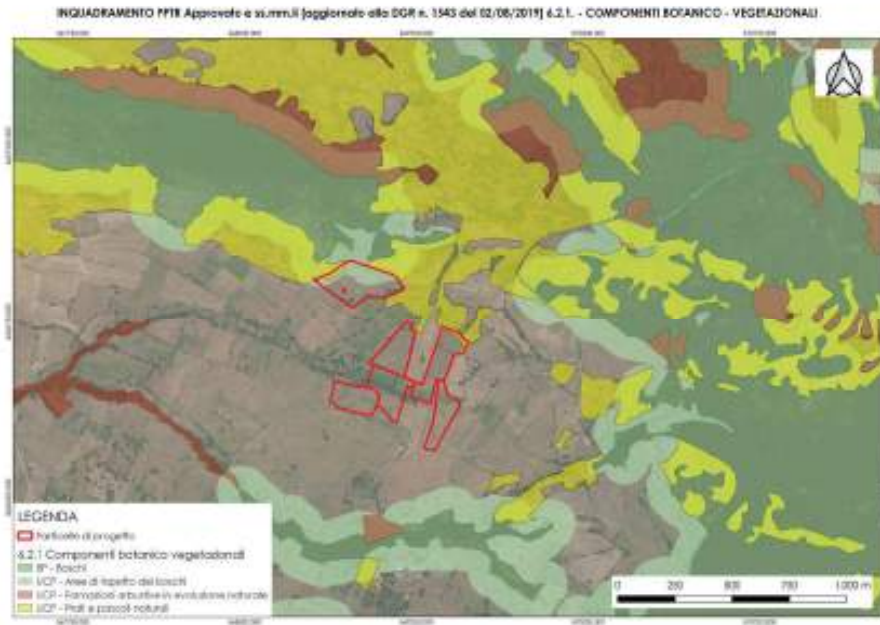 INQUADRAMENTO PPTR Approvato e ss.mm.ii (aggiornato alla DGR n. 1543 del 02/08/2019) 6.2.1. - COMPONENTI BOTANICO - VEGETAZIONALI
LEGENDA
Particelle di progetto
6.2.1 Componenti botanico vegetazionali
BP - Boschi
UCP - Aree di rispetto dei boschi
UCP - Formazioni arbustive in evoluzione naturale
UCP - Prati e pascoli naturali
0 250 500 750 1.000 m